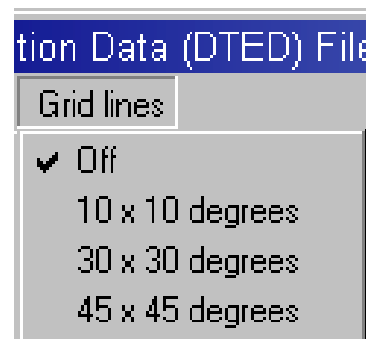 tion Data (DTED) File
Grid lines
✔ Off
10 x 10 degrees
30 x 30 degrees
45 x 45 degrees